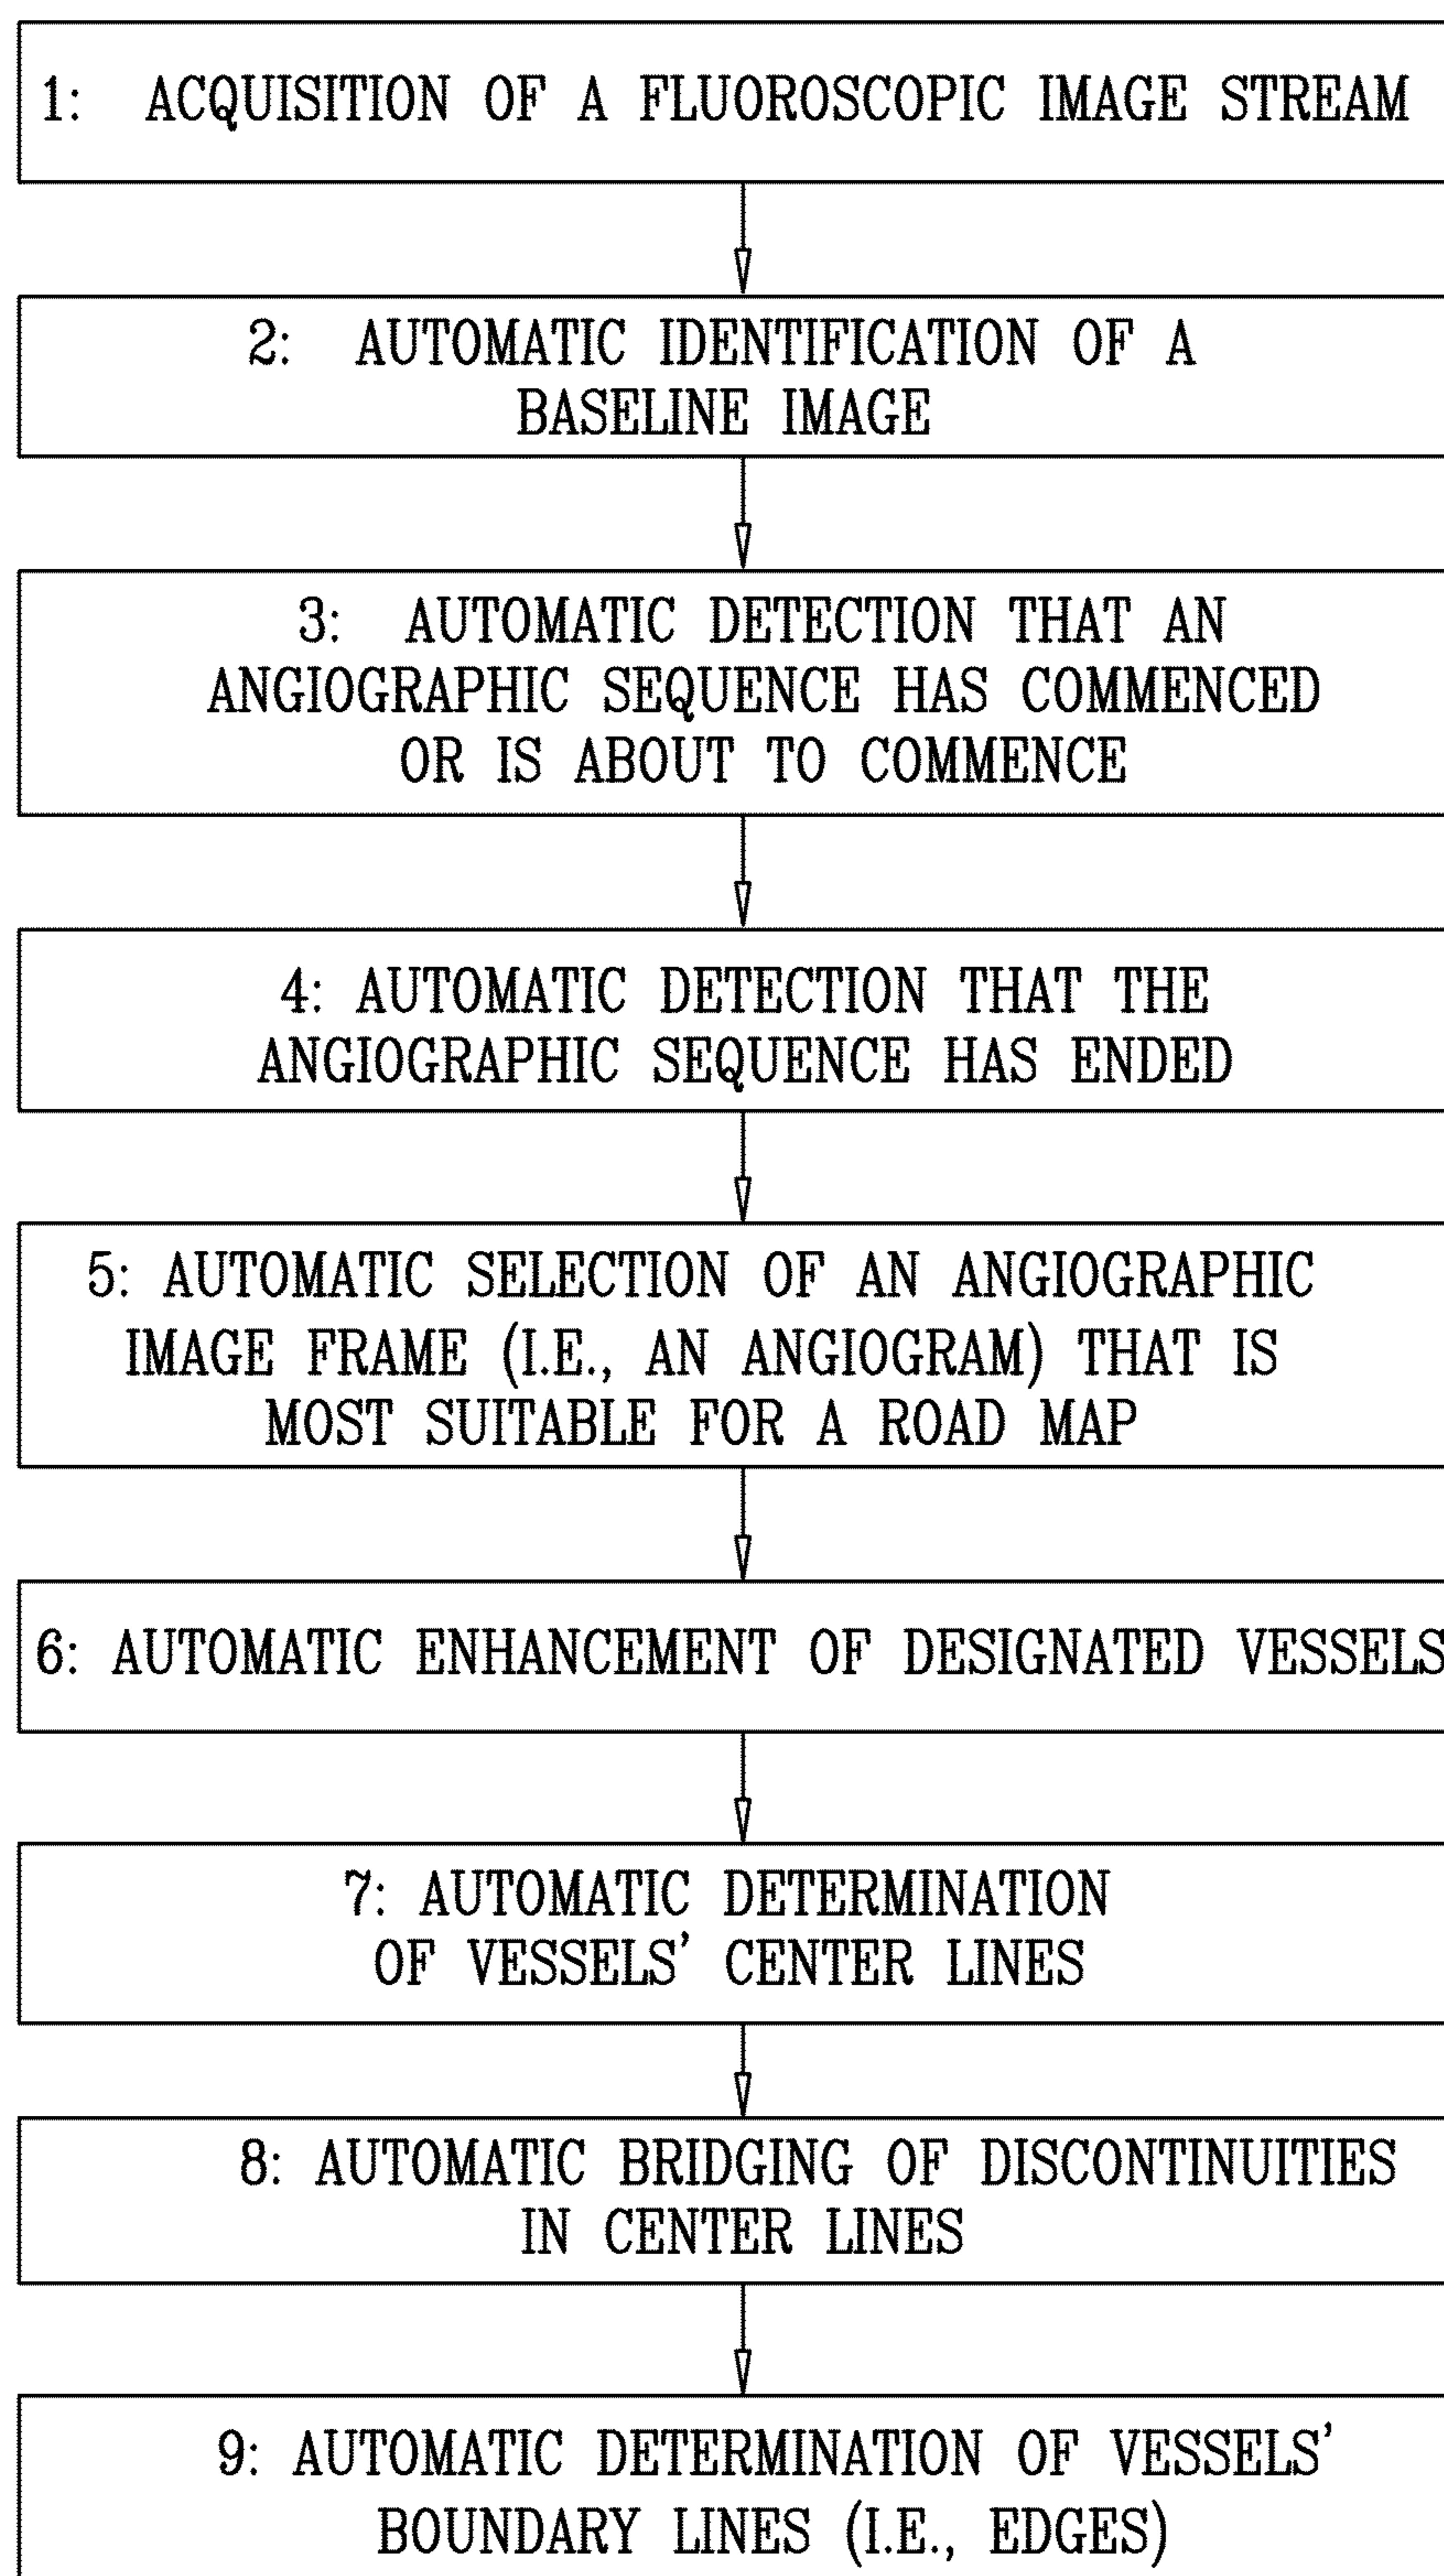 1: ACQUISITION OF A FLUOROSCOPIC IMAGE STREAM
2: AUTOMATIC IDENTIFICATION OF A
BASELINE IMAGE
3: AUTOMATIC DETECTION THAT AN
ANGIOGRAPHIC SEQUENCE HAS COMMENCED
OR IS ABOUT TO COMMENCE
4: AUTOMATIC DETECTION THAT THE
ANGIOGRAPHIC SEQUENCE HAS ENDED
5: AUTOMATIC SELECTION OF AN ANGIOGRAPHIC
IMAGE FRAME (I.E., AN ANGIOGRAM) THAT IS
MOST SUITABLE FOR A ROAD MAP
6: AUTOMATIC ENHANCEMENT OF DESIGNATED VESSELS
7: AUTOMATIC DETERMINATION
OF VESSELS' CENTER LINES
8: AUTOMATIC BRIDGING OF DISCONTINUITIES
IN CENTER LINES
9: AUTOMATIC DETERMINATION OF VESSELS'
BOUNDARY LINES (I.E., EDGES)